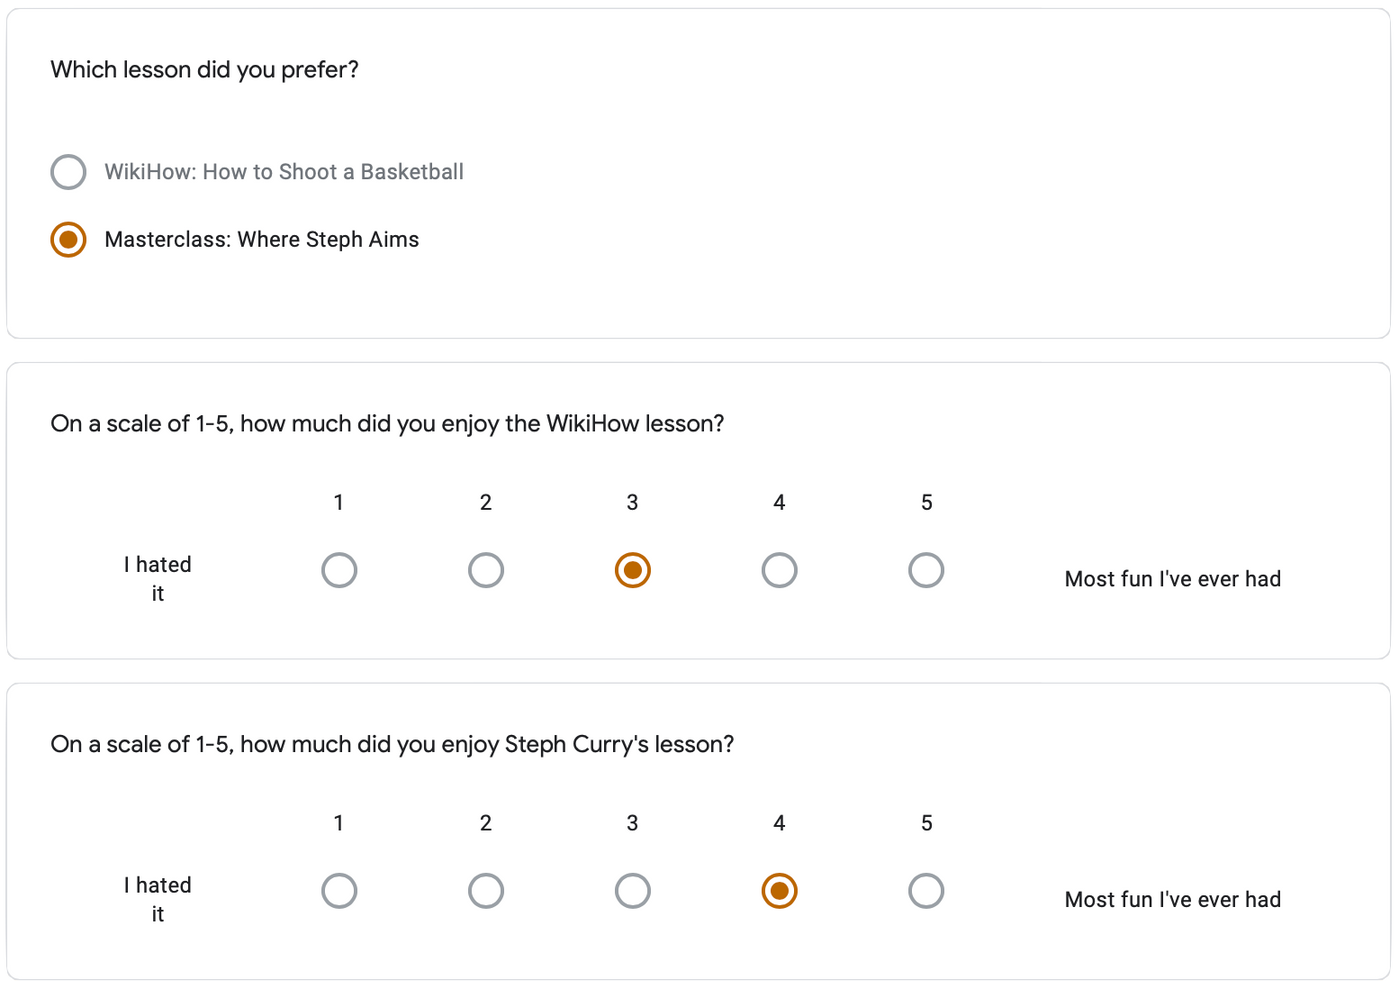 Which lesson did you prefer?
WikiHow: How to Shoot a Basketball
Masterclass: Where Steph Aims
On a scale of 1-5, how much did you enjoy the WikiHow lesson?
1 2 3 4 5
I hated
it
Most fun I've ever had
On a scale of 1-5, how much did you enjoy Steph Curry's lesson?
1 2 3 4 5
I hated
it
Most fun I've ever had